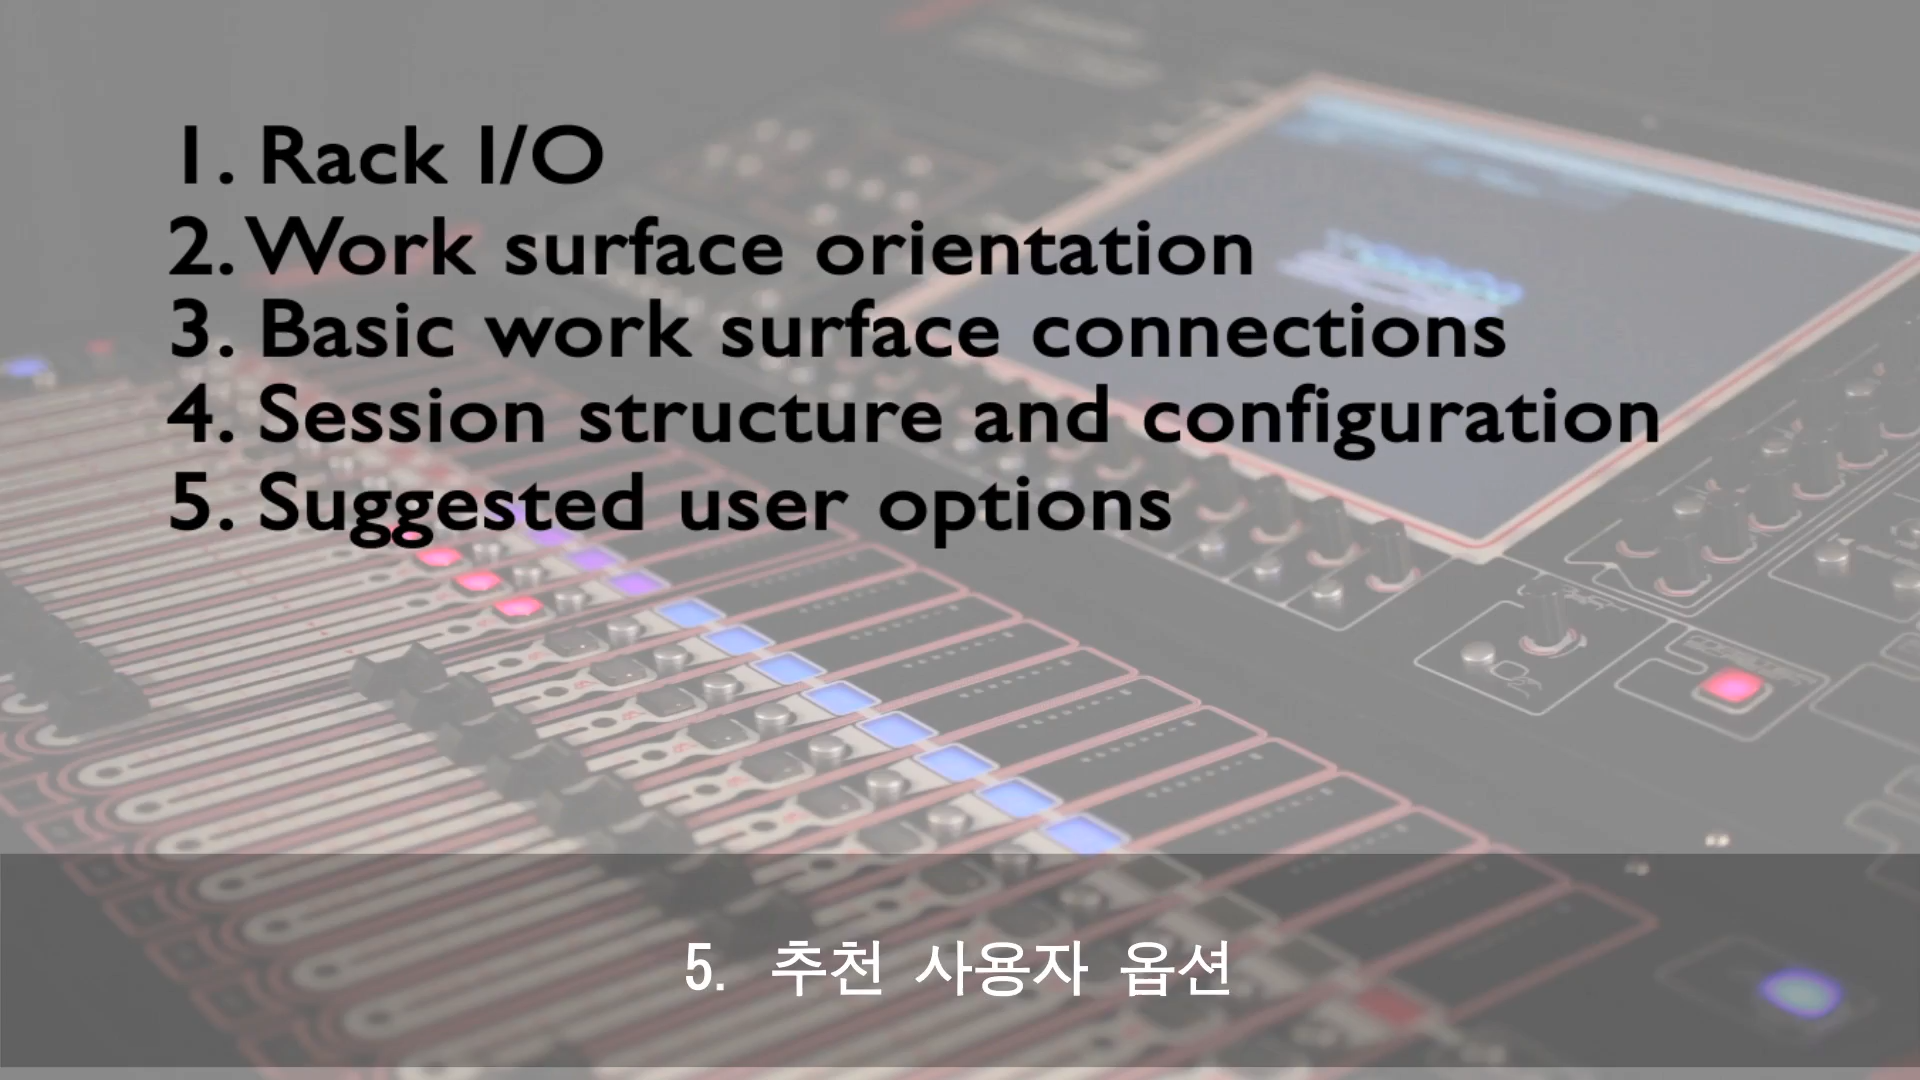 1. Rack I/O
2. Work surface orientation
3. Basic work surface connections
4. Session structure and configuration
5. Suggested user options
5. 추천 사용자 옵션